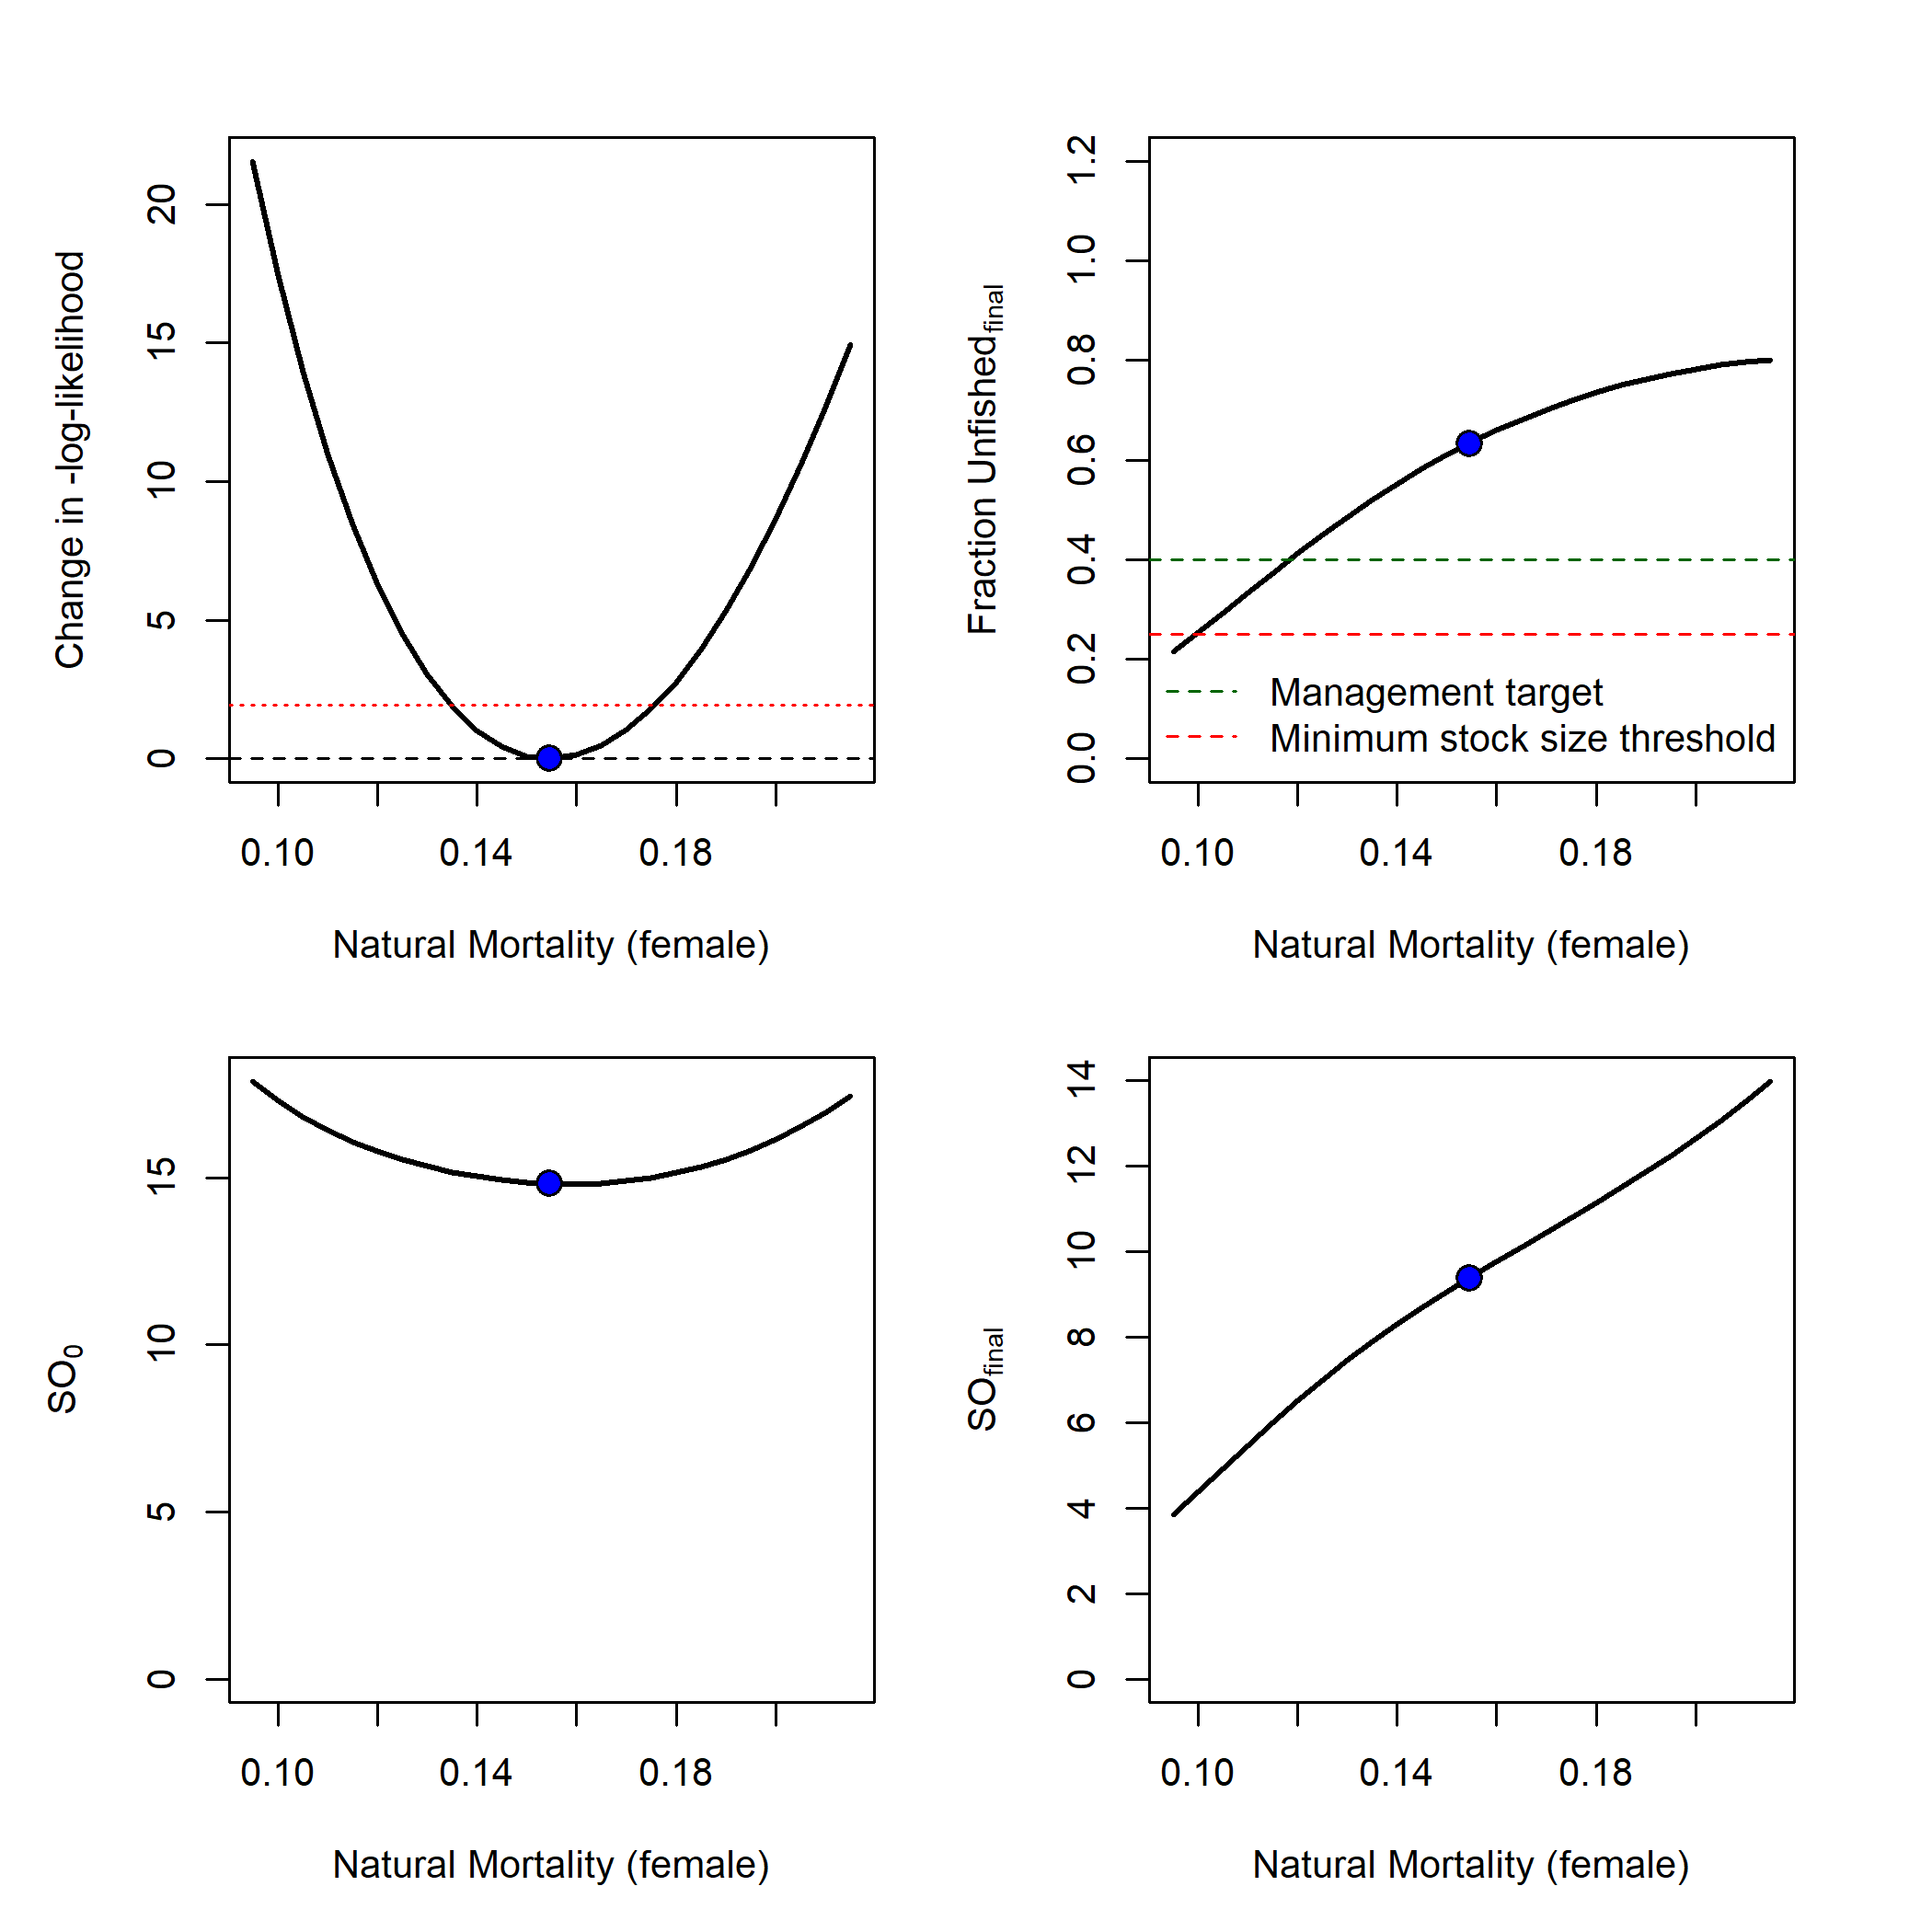 Change in -log-likelihood
20
15
10
5
0
0.10 0.14 0.18
Natural Mortality (female)
Fraction Unfished final
1.2
1.0
0.8
0.6
0.4
0.2
0.0
Management target
Minimum stock size threshold
0.10 0.14 0.18
Natural Mortality (female)
SO0
15
10
5
0
0.10 0.14 0.18
Natural Mortality (female)
SOfinal
14
12
10
8
6
4
2
0
0.10 0.14 0.18
Natural Mortality (female)